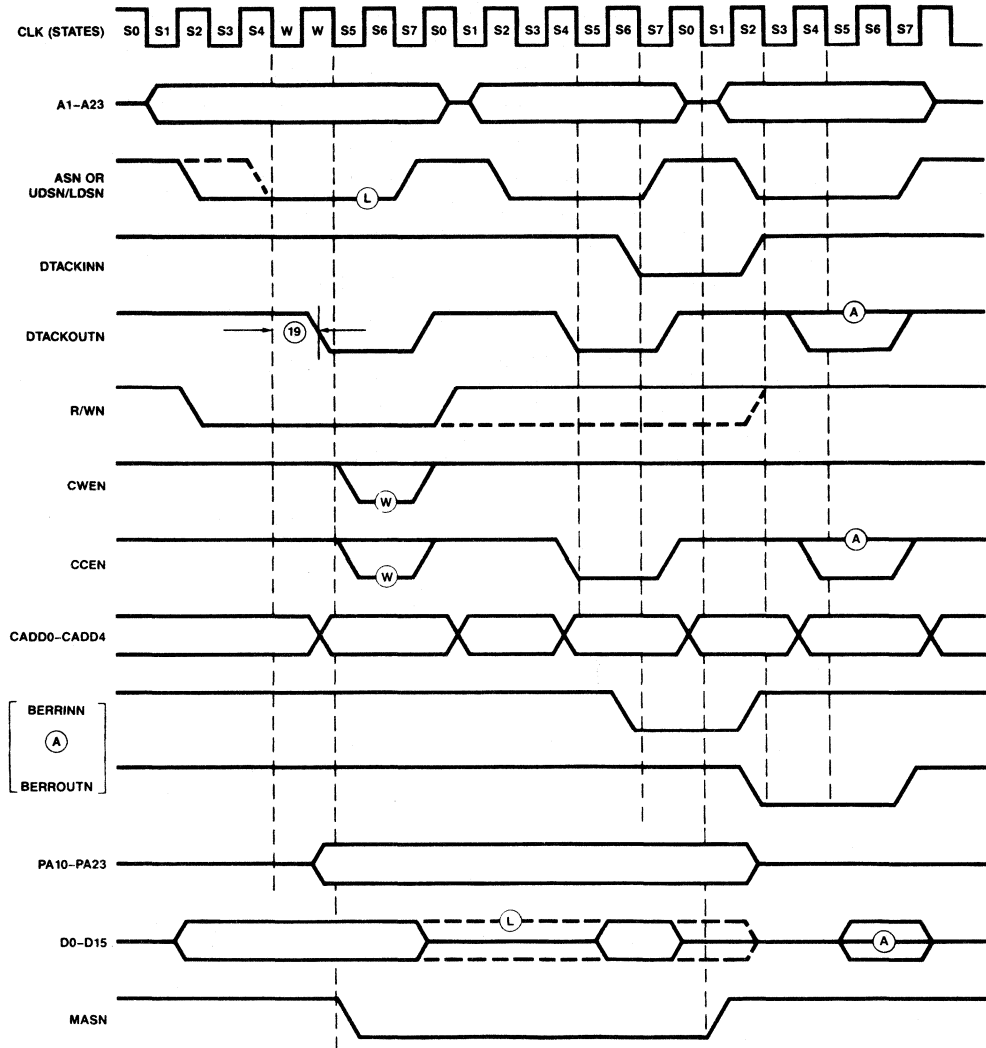 CLK (STATES) S0 S1 S2 S3 S4 W W S5 S6 S7 S0 S1 S2 S3 S4 S5 S6 S7 S0 S1 S2 S3 S4 S5 S6 S7
A1–A23
ASN OR
UDSN/LDSN
L
DTACKINN
DTACKOUTN 19 A
R/WN
CWEN W
CCEN W A
CADD0–CADD4
BERRINN
A
BERROUTN
PA10–PA23
D0–D15 L A
MASN